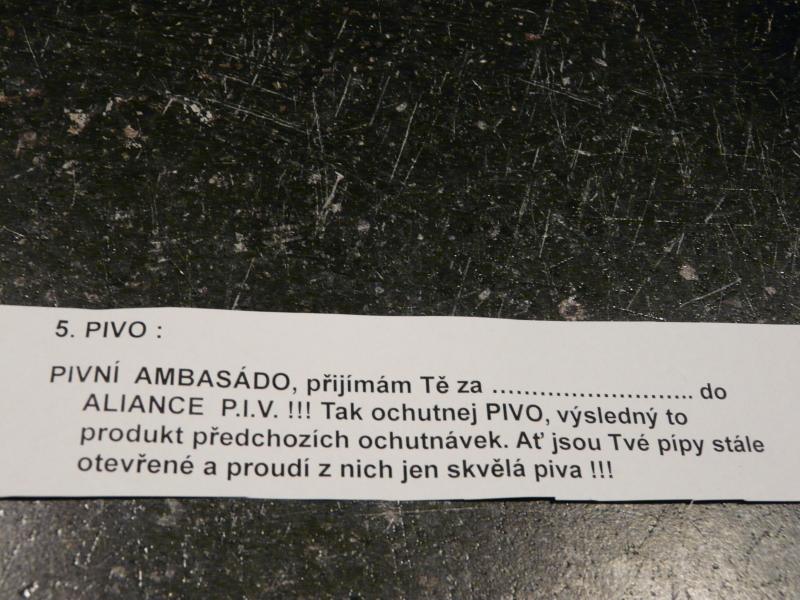 5. PIVO :
PIVNÍ AMBASÁDO, přijímám Tě za .......................... do
ALIANCE P.I.V. !!! Tak ochutnej PIVO, výsledný to
produkt předchozích ochutnávek. Ať jsou Tvé pípy stále
otevřené a proudí z nich jen skvělá piva !!!